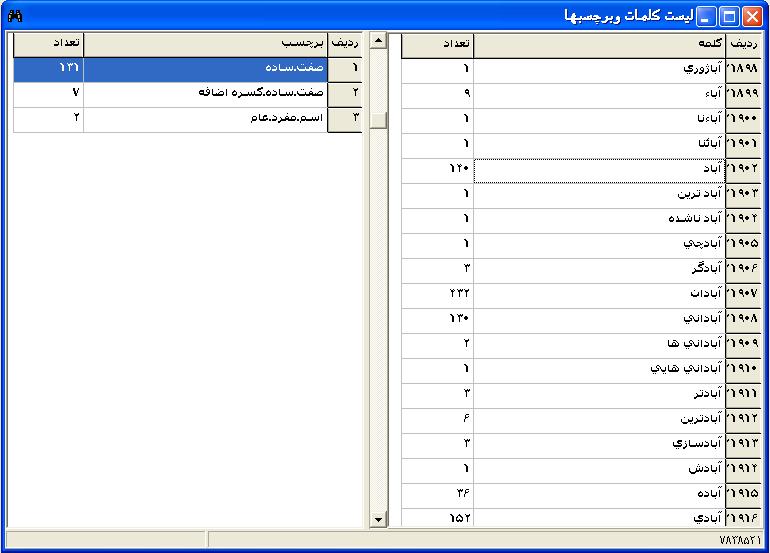 لیست کلمات وبرچسبها
ردیف کلمه تعداد
۱۸۹۸ آباژوري ۱
۱۸۹۹ آباء ۹
۱۹۰۰ آباءنا ۱
۱۹۰۱ آبائنا ۱
۱۹۰۲ آباد ۱۴۰
۱۹۰۳ آباد ترین ۱
۱۹۰۴ آباد ناشده ۱
۱۹۰۵ آبادچي ۱
۱۹۰۶ آبادگر ۳
۱۹۰۷ آبادان ۴۳۲
۱۹۰۸ آباداني ۱۳۰
۱۹۰۹ آباداني ها ۲
۱۹۱۰ آباداني هایي ۱
۱۹۱۱ آبادتر ۳
۱۹۱۲ آبادترین ۶
۱۹۱۳ آبادسازي ۳
۱۹۱۴ آبادش ۱
۱۹۱۵ آباده ۳۶
۱۹۱۶ آبادي ۱۵۲
ردیف برچسب تعداد
۱ صفت.ساده ۱۳۱
۲ صفت.ساده.کسره اضافه ۷
۳ اسم.مفرد.عام ۲
۷۸۳۸۵۲۱